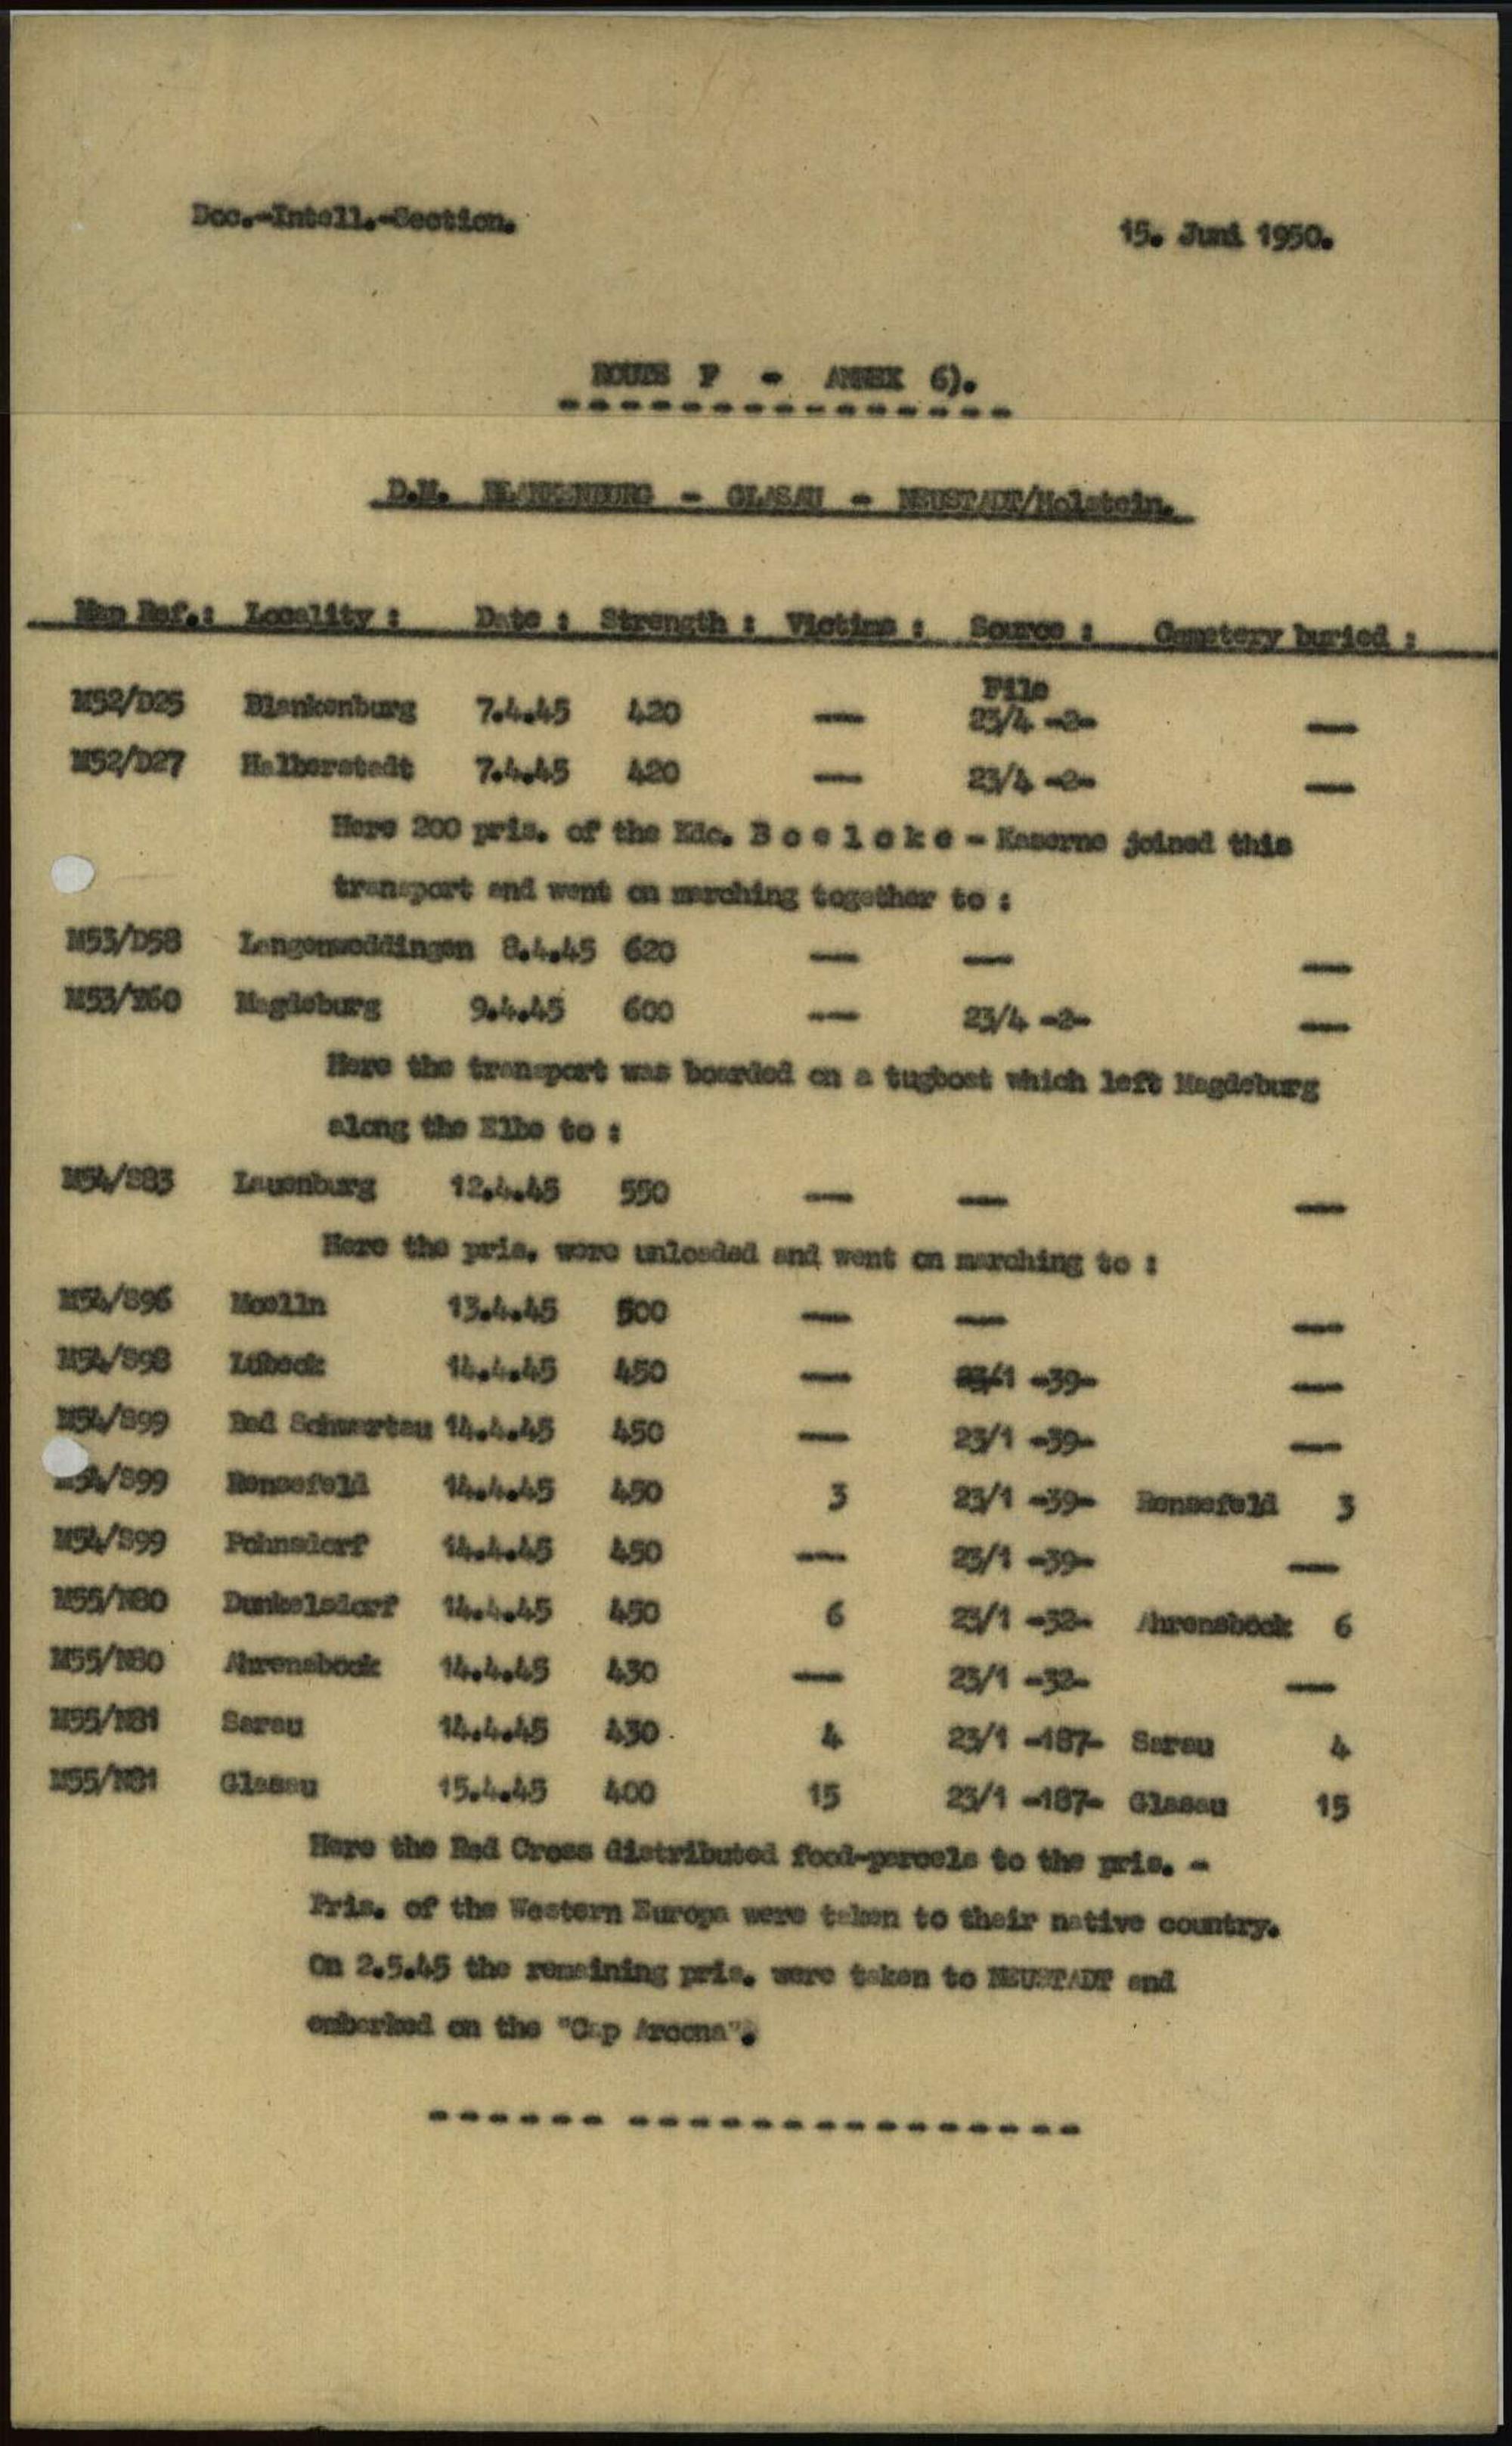 Doc.-Intell.-Section.
15. Juni 1950.
ROUTE F - ANNEX 6).
D.M. BLANKENBURG - GLASAU - NEUSTADT/Holstein.
Map Ref.: Locality : Date : Strength : Victims : Source : Cemetery buried :
File
M52/D25 Blankenburg 7.4.45 420 --- 23/4 -2- ---
M52/D27 Halberstadt 7.4.45 420 --- 23/4 -2- ---
Here 200 pris. of the Kdo. B o e l c k e - Kaserne joined this
transport and went on marching together to :
M53/D58 Langenweddingen 8.4.45 620 --- --- ---
M53/Y60 Magdeburg 9.4.45 600 --- 23/4 -2- ---
Here the transport was boarded on a tugboat which left Magdeburg
along the Elbe to :
M54/S83 Lauenburg 12.4.45 550 --- --- ---
Here the pris. were unloaded and went on marching to :
M54/S96 Moelln 13.4.45 500 --- --- ---
M54/S98 Lübeck 14.4.45 450 --- 23/1 -39- ---
M54/S99 Bad Schwartau 14.4.45 450 --- 23/1 -39- ---
M54/S99 Rensefeld 14.4.45 450 3 23/1 -39- Rensefeld 3
M54/S99 Pohnsdorf 14.4.45 450 --- 23/1 -39- ---
M55/N80 Dunkelsdorf 14.4.45 450 6 23/1 -32- Ahrensböck 6
M55/N80 Ahrensböck 14.4.45 430 --- 23/1 -32- ---
M55/N81 Sarau 14.4.45 430 4 23/1 -187- Sarau 4
M55/N81 Glasau 15.4.45 400 15 23/1 -187- Glasau 15
Here the Red Cross distributed food-parcels to the pris. -
Pris. of the Western Europa were taken to their native country.
On 2.5.45 the remaining pris. were taken to NEUSTADT and
embarked on the "Cap Arcona".